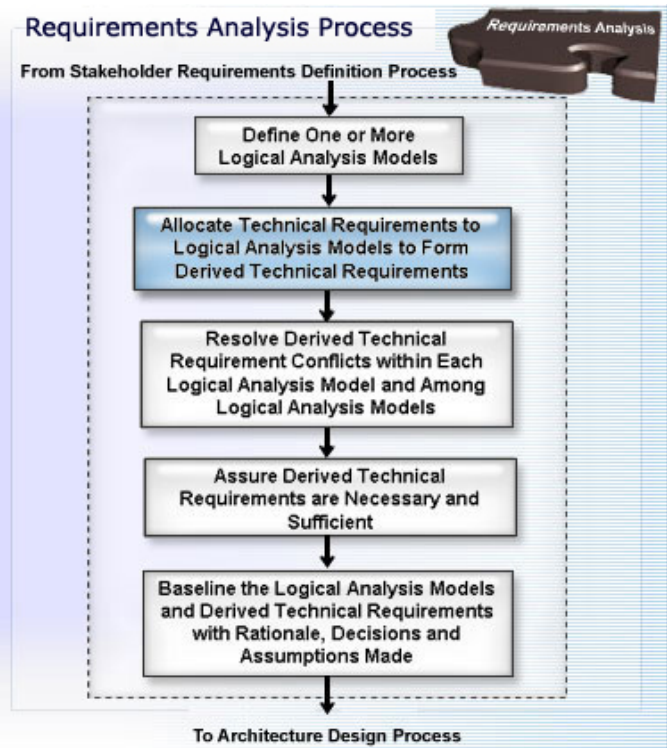 Requirements Analysis Process
Requirements Analysis
From Stakeholder Requirements Definition Process
Define One or More
Logical Analysis Models
Allocate Technical Requirements to
Logical Analysis Models to Form
Derived Technical Requirements
Resolve Derived Technical
Requirement Conflicts within Each
Logical Analysis Model and Among
Logical Analysis Models
Assure Derived Technical
Requirements are Necessary and
Sufficient
Baseline the Logical Analysis Models
and Derived Technical Requirements
with Rationale, Decisions and
Assumptions Made
To Architecture Design Process